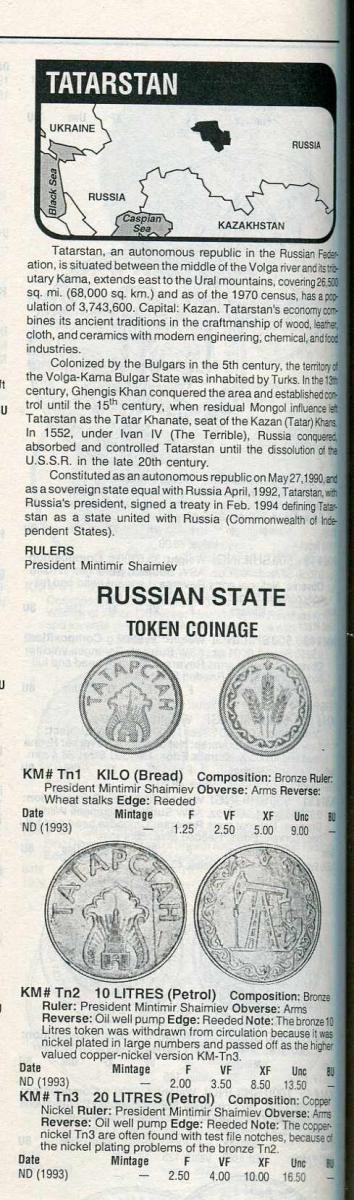 TATARSTAN
UKRAINE
RUSSIA
Black Sea
RUSSIA
Caspian
Sea
KAZAKHSTAN
Tatarstan, an autonomous republic in the Russian Feder-
ation, is situated between the middle of the Volga river and its trib-
utary Kama, extends east to the Ural mountains, covering 26,500
sq. mi. (68,000 sq. km.) and as of the 1970 census, has a pop-
ulation of 3,743,600. Capital: Kazan. Tatarstan's economy com-
bines its ancient traditions in the craftmanship of wood, leather,
cloth, and ceramics with modern engineering, chemical, and food
industries.
Colonized by the Bulgars in the 5th century, the territory of
the Volga-Kama Bulgar State was inhabited by Turks. In the 13th
century, Ghengis Khan conquered the area and established con-
trol until the 15th century, when residual Mongol influence left
Tatarstan as the Tatar Khanate, seat of the Kazan (Tatar) Khans.
In 1552, under Ivan IV (The Terrible), Russia conquered,
absorbed and controlled Tatarstan until the dissolution of the
U.S.S.R. in the late 20th century.
Constituted as an autonomous republic on May 27,1990, and
as a sovereign state equal with Russia April, 1992, Tatarstan, with
Russia's president, signed a treaty in Feb. 1994 defining Tatar-
stan as a state united with Russia (Commonwealth of Inde-
pendent States).
RULERS
President Mintimir Shaimiev
RUSSIAN STATE
TOKEN COINAGE
ТАТАРСТАН
KM# Tn1 KILO (Bread) Composition: Bronze Ruler:
President Mintimir Shaimiev Obverse: Arms Reverse:
Wheat stalks Edge: Reeded
Date Mintage F VF XF Unc BU
ND (1993) — 1.25 2.50 5.00 9.00 —
ТАТАРСТАН
KM# Tn2 10 LITRES (Petrol) Composition: Bronze
Ruler: President Mintimir Shaimiev Obverse: Arms
Reverse: Oil well pump Edge: Reeded Note: The bronze 10
Litres token was withdrawn from circulation because it was
nickel plated in large numbers and passed off as the higher
valued copper-nickel version KM-Tn3.
Date Mintage F VF XF Unc BU
ND (1993) — 2.00 3.50 8.50 13.50 —
KM# Tn3 20 LITRES (Petrol) Composition: Copper
Nickel Ruler: President Mintimir Shaimiev Obverse: Arms
Reverse: Oil well pump Edge: Reeded Note: The copper-
nickel Tn3 are often found with test file notches, because of
the nickel plating problems of the bronze Tn2.
Date Mintage F VF XF Unc BU
ND (1993) — 2.50 4.00 10.00 16.50 —